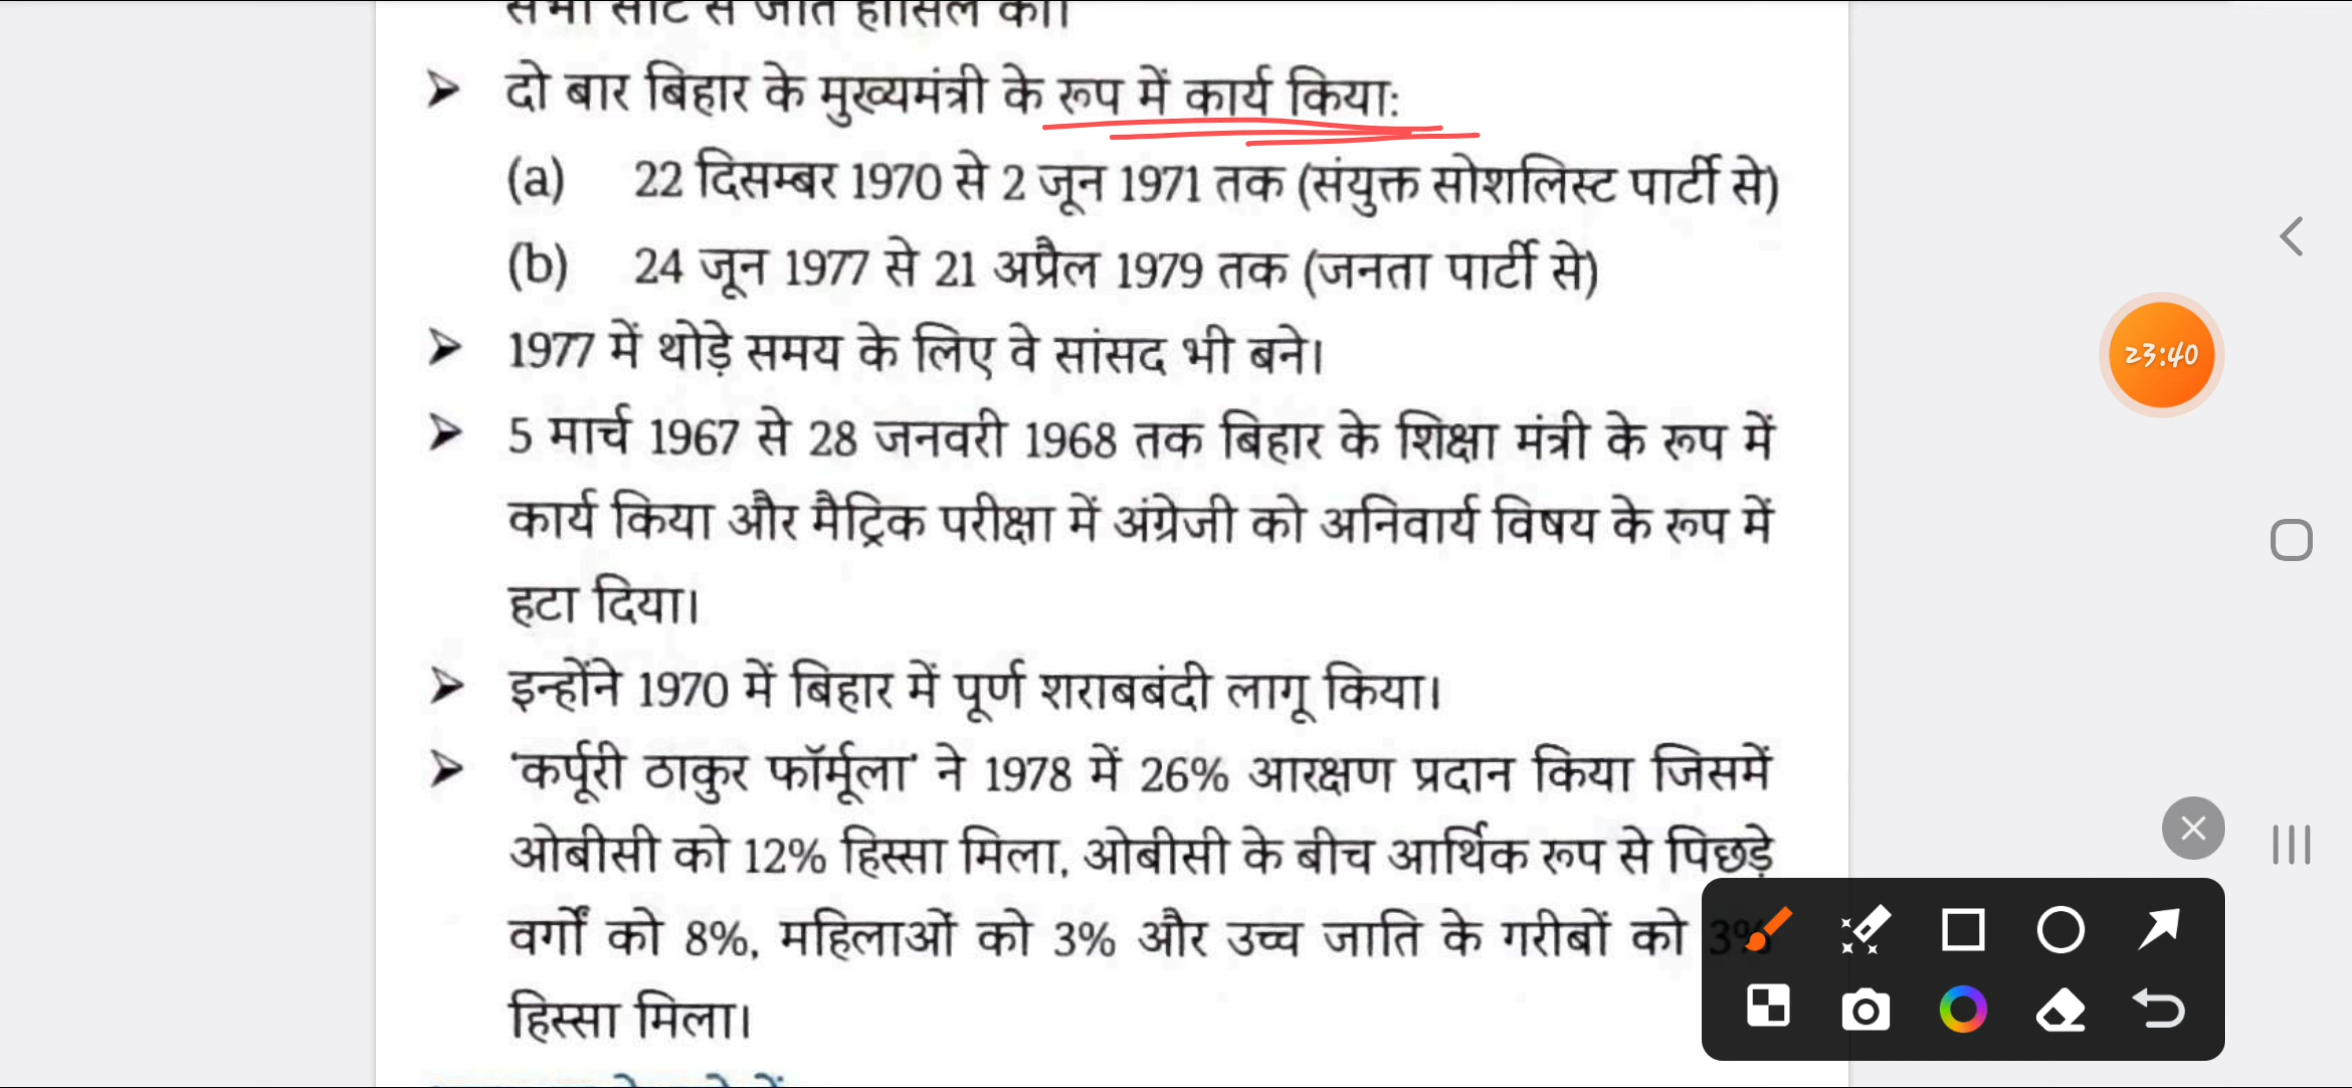 सभी सीट से जीत हासिल की।
➤ दो बार बिहार के मुख्यमंत्री के रूप में कार्य किया:
(a) 22 दिसम्बर 1970 से 2 जून 1971 तक (संयुक्त सोशलिस्ट पार्टी से)
(b) 24 जून 1977 से 21 अप्रैल 1979 तक (जनता पार्टी से)
➤ 1977 में थोड़े समय के लिए वे सांसद भी बने।
➤ 5 मार्च 1967 से 28 जनवरी 1968 तक बिहार के शिक्षा मंत्री के रूप में
कार्य किया और मैट्रिक परीक्षा में अंग्रेजी को अनिवार्य विषय के रूप में
हटा दिया।
➤ इन्होंने 1970 में बिहार में पूर्ण शराबबंदी लागू किया।
➤ 'कर्पूरी ठाकुर फॉर्मूला' ने 1978 में 26% आरक्षण प्रदान किया जिसमें
ओबीसी को 12% हिस्सा मिला, ओबीसी के बीच आर्थिक रूप से पिछड़े
वर्गों को 8%, महिलाओं को 3% और उच्च जाति के गरीबों को 3%
हिस्सा मिला।
23:40